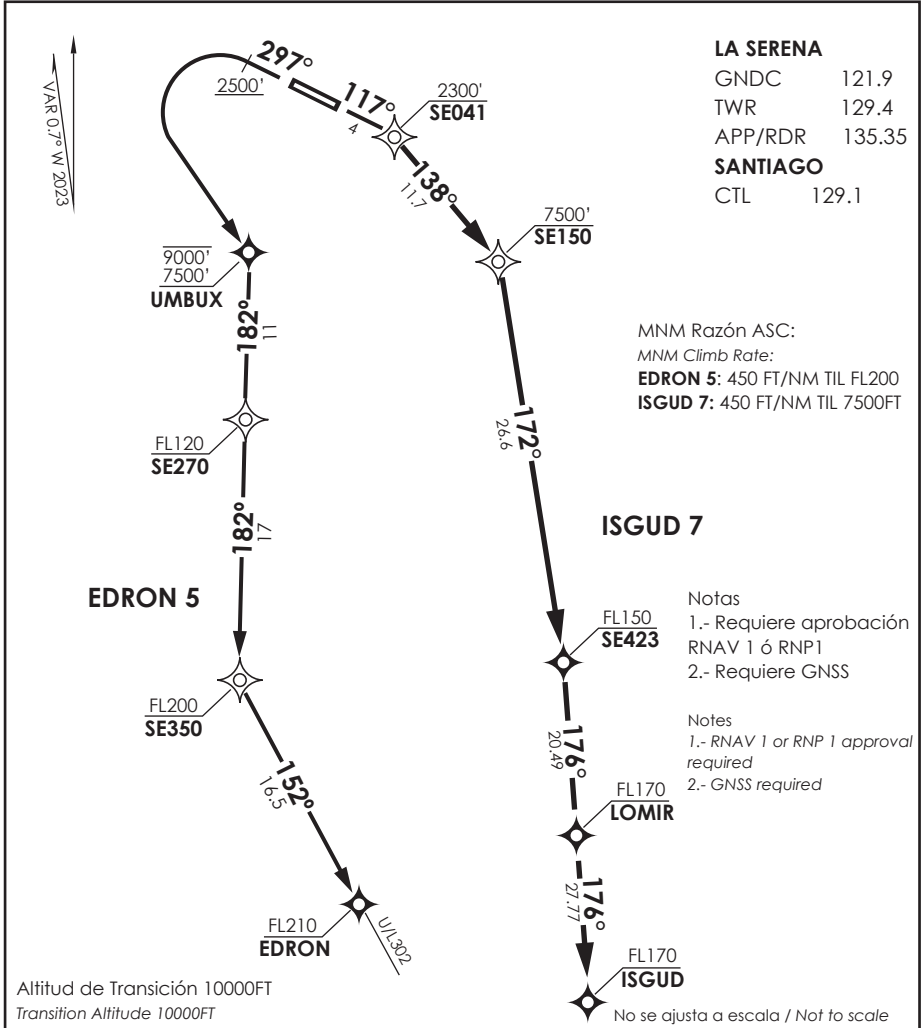 LA SERENA
GNDC 121.9
TWR 129.4
APP/RDR 135.35
SANTIAGO
CTL 129.1
VAR 0.7° W 2023
297°
2500'
117°
4
2300'
SE041
138°
11.7
7500'
SE150
9000'
7500'
UMBUX
182°
11
FL120
SE270
182°
17
EDRON 5
FL200
SE350
152°
16.5
FL210
EDRON
U/L302
MNM Razón ASC:
MNM Climb Rate:
EDRON 5: 450 FT/NM TIL FL200
ISGUD 7: 450 FT/NM TIL 7500FT
172°
26.6
ISGUD 7
FL150
SE423
Notas
1.- Requiere aprobación
RNAV 1 ó RNP1
2.- Requiere GNSS
Notes
1.- RNAV 1 or RNP 1 approval
required
2.- GNSS required
176°
20.49
FL170
LOMIR
176°
27.77
FL170
ISGUD
Altitud de Transición 10000FT
Transition Altitude 10000FT
No se ajusta a escala / Not to scale